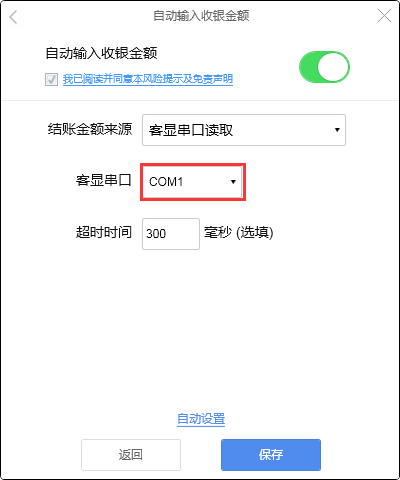 自动输入收银金额
自动输入收银金额
我已阅读并同意本风险提示及免责声明
结账金额来源 客显串口读取
客显串口 COM1
超时时间 300 毫秒 (选填)
自动设置
返回 保存